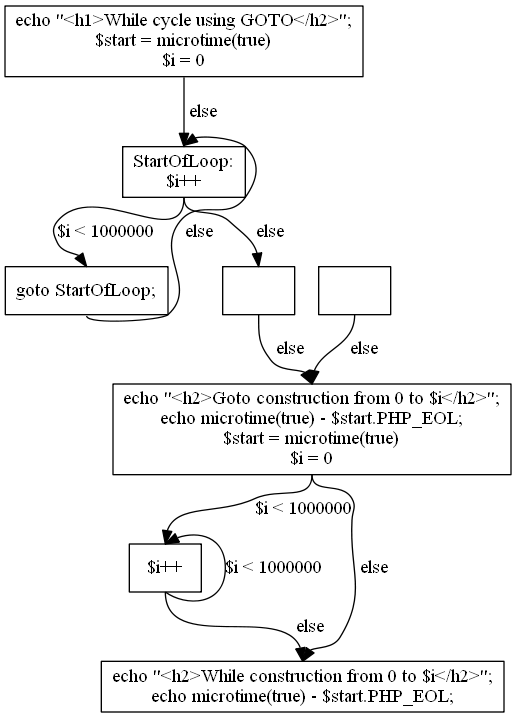 echo "<h1>While cycle using GOTO</h2>";
$start = microtime(true)
$i = 0
else
StartOfLoop:
$i++
$i < 1000000
else
else
goto StartOfLoop;
else
else
echo "<h2>Goto construction from 0 to $i</h2>";
echo microtime(true) - $start.PHP_EOL;
$start = microtime(true)
$i = 0
$i < 1000000
$i++
$i < 1000000
else
else
echo "<h2>While construction from 0 to $i</h2>";
echo microtime(true) - $start.PHP_EOL;